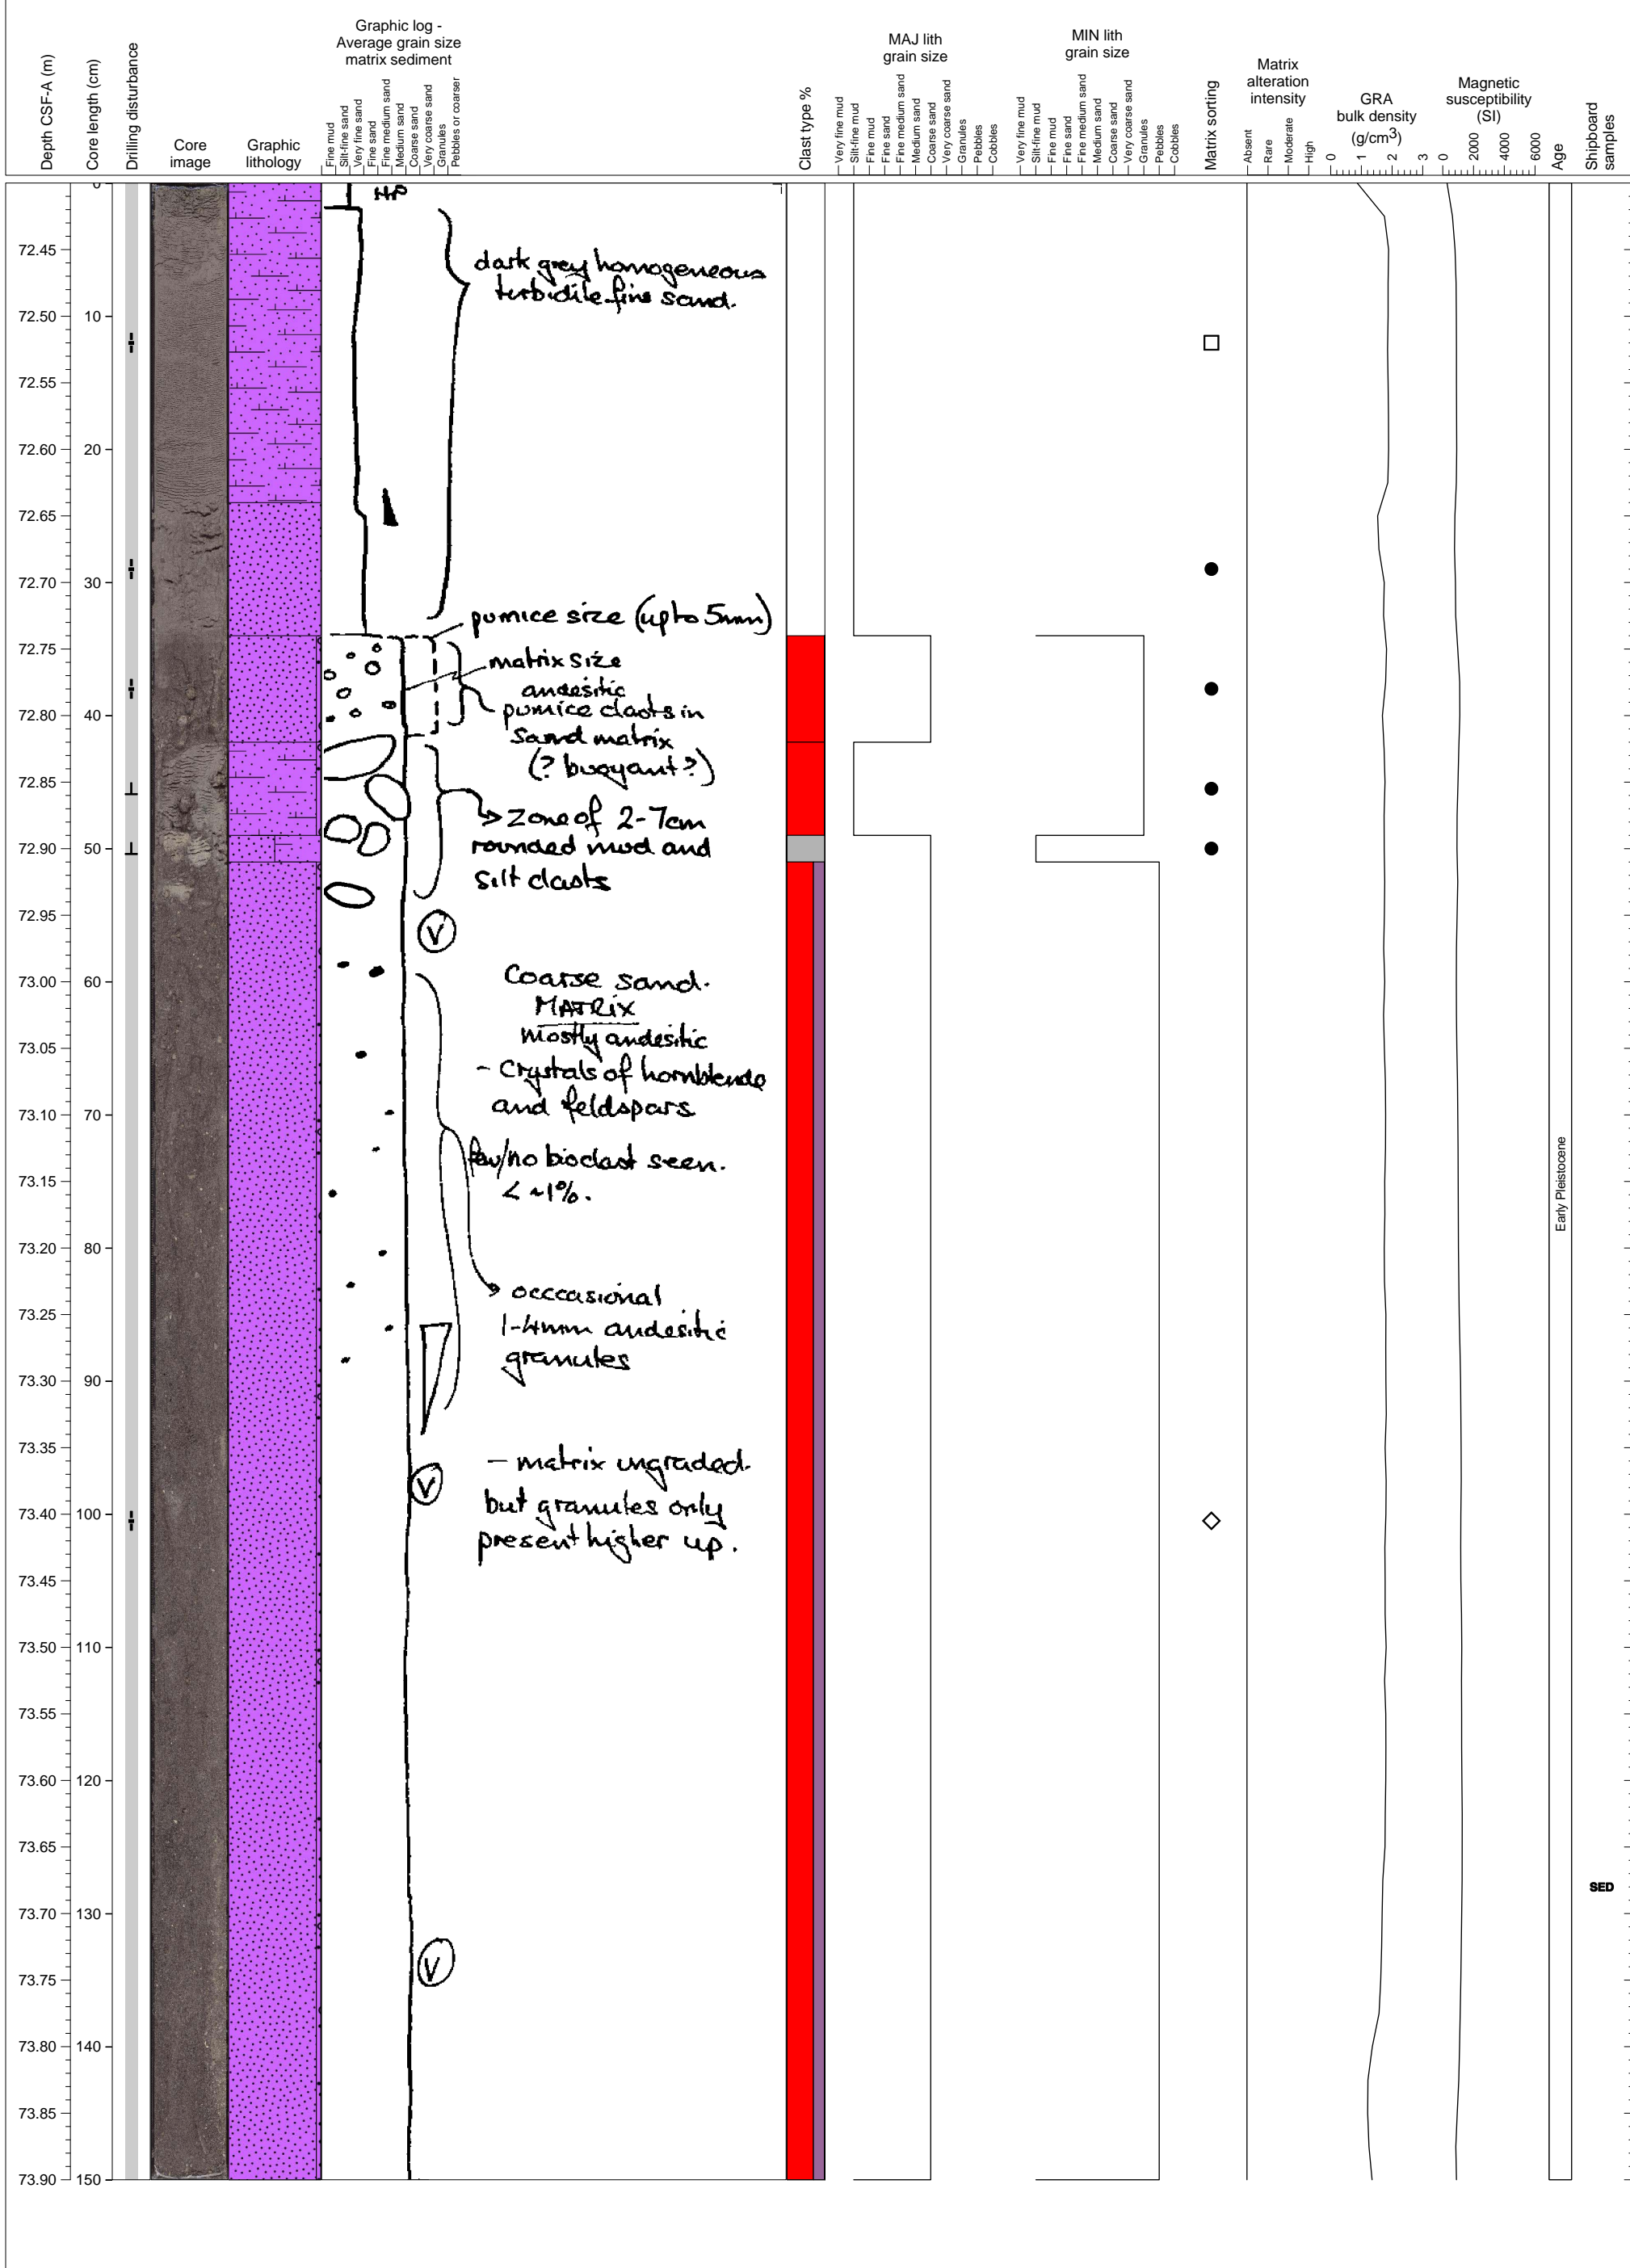 Depth CSF-A (m)
Core length (cm)
Drilling disturbance
Core
image
Graphic
lithology
Graphic log -
Average grain size
matrix sediment
Fine mud
Silt-fine sand
Very fine sand
Fine sand
Fine medium sand
Medium sand
Coarse sand
Very coarse sand
Granules
Pebbles or coarser
Clast type %
MAJ lith
grain size
Very fine mud
Silt-fine mud
Fine mud
Fine sand
Fine medium sand
Medium sand
Coarse sand
Very coarse sand
Granules
Pebbles
Cobbles
MIN lith
grain size
Very fine mud
Silt-fine mud
Fine mud
Fine sand
Fine medium sand
Medium sand
Coarse sand
Very coarse sand
Granules
Pebbles
Cobbles
Matrix sorting
Matrix
alteration
intensity
Absent
Rare
Moderate
High
GRA
bulk density
(g/cm3)
0
1
2
3
Magnetic
susceptibility
(SI)
0
2000
4000
6000
Age
Shipboard
samples
72.45
72.50
72.55
72.60
72.65
72.70
72.75
72.80
72.85
72.90
72.95
73.00
73.05
73.10
73.15
73.20
73.25
73.30
73.35
73.40
73.45
73.50
73.55
73.60
73.65
73.70
73.75
73.80
73.85
73.90
0
10
20
30
40
50
60
70
80
90
100
110
120
130
140
150
HP
dark grey homogeneous
turbidite fine sand.
pumice size (upto 5mm)
matrix size
andesitic
pumice clasts in
sand matrix
(? buoyant ?)
zone of 2-7cm
rounded mud and
silt clasts
V
Coarse sand.
MATRIX
mostly andesitic
- Crystals of hornblende
and feldspars
few/no bioclast seen.
< ~1%.
occcasional
1-4mm andesitic
granules
- matrix ungraded.
V
but granules only
present higher up.
V
Early Pleistocene
SED